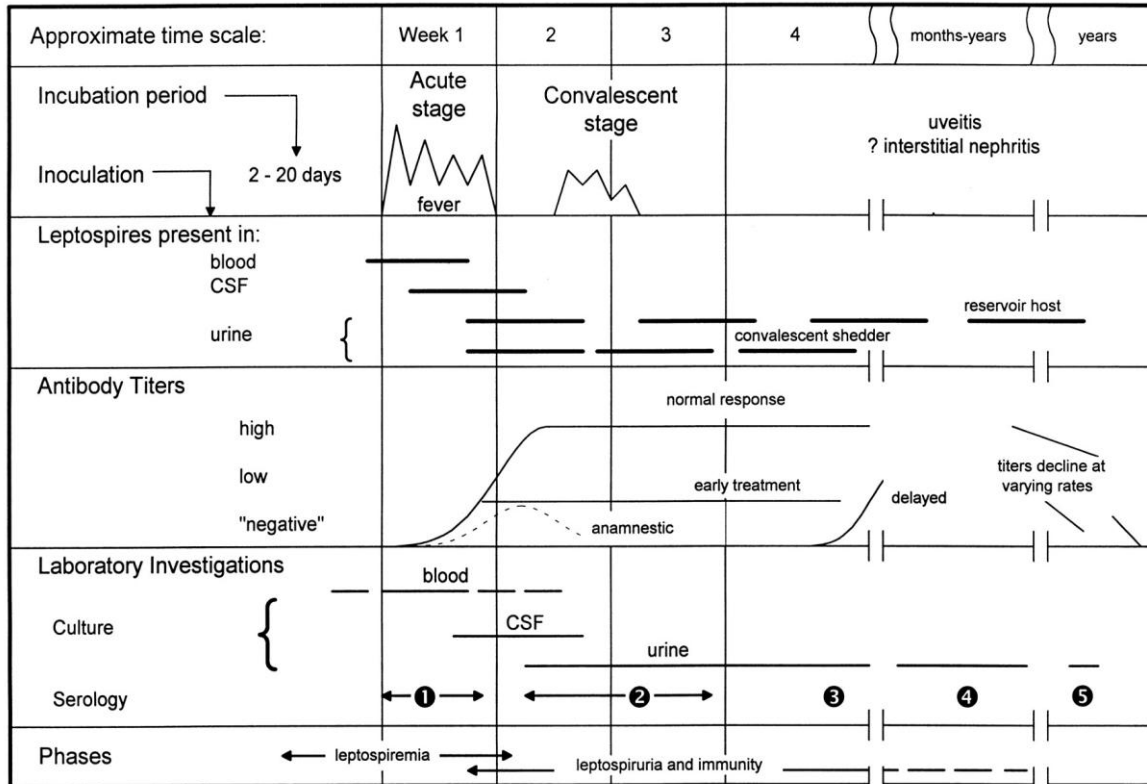 Approximate time scale: Week 1 2 3 4 months-years years
Incubation period
Acute
stage
Convalescent
stage
uveitis
? interstitial nephritis
Inoculation 2 - 20 days
fever
Leptospires present in:
blood
CSF
reservoir host
urine {
convalescent shedder
Antibody Titers
normal response
high
low
early treatment
delayed
titers decline at
varying rates
"negative"
anamnestic
Laboratory Investigations
blood
Culture {
CSF
urine
Serology ❶ ❷ ❸ ❹ ❺
Phases
leptospiremia
leptospiruria and immunity